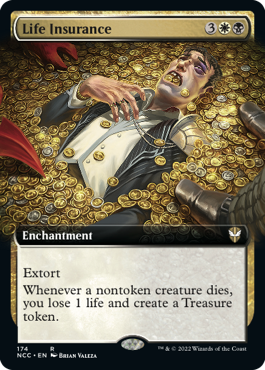 Life Insurance 3
Enchantment
Extort
Whenever a nontoken creature dies,
you lose 1 life and create a Treasure
token.
174 R
NCC • EN Brian Valeza
™ & © 2022 Wizards of the Coast